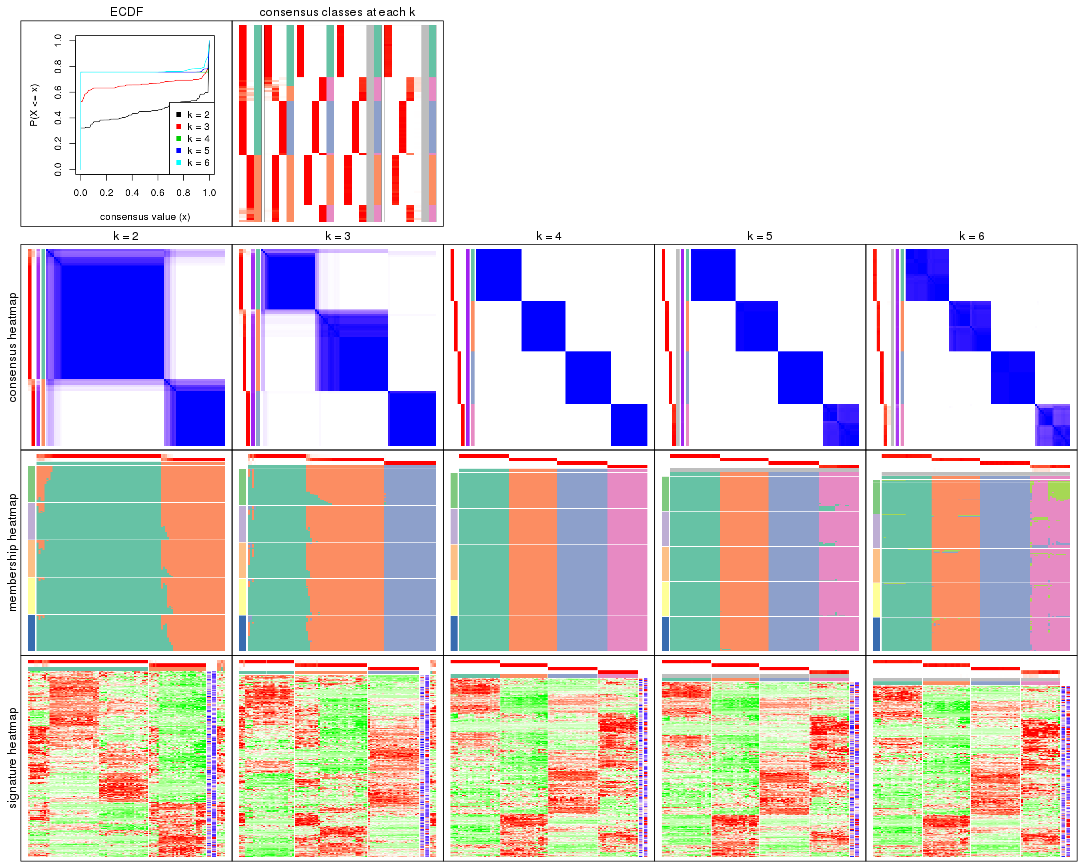 ECDF
consensus classes at each k
P(X <= x)
0.0 0.2 0.4 0.6 0.8 1.0
k = 2
k = 3
k = 4
k = 5
k = 6
0.0 0.2 0.4 0.6 0.8 1.0
consensus value (x)
k = 2 k = 3 k = 4 k = 5 k = 6
consensus heatmap
membership heatmap
signature heatmap